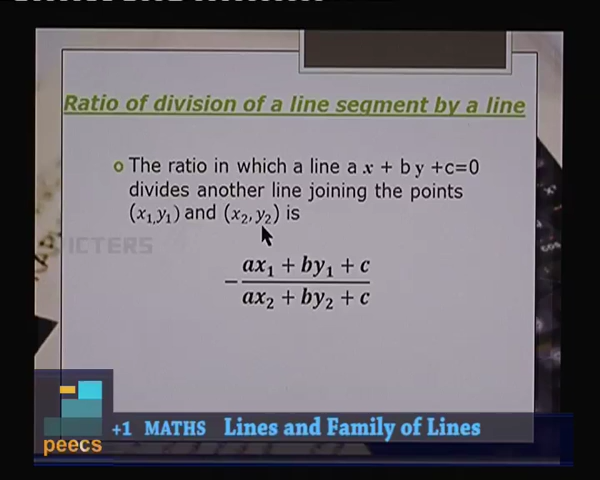 Ratio of division of a line segment by a line
o The ratio in which a line a x + b y +c=0
divides another line joining the points
(x₁,y₁) and (x₂, y₂) is
ICTERS
− (ax₁ + by₁ + c) / (ax₂ + by₂ + c)
peecs
+1 MATHS Lines and Family of Lines